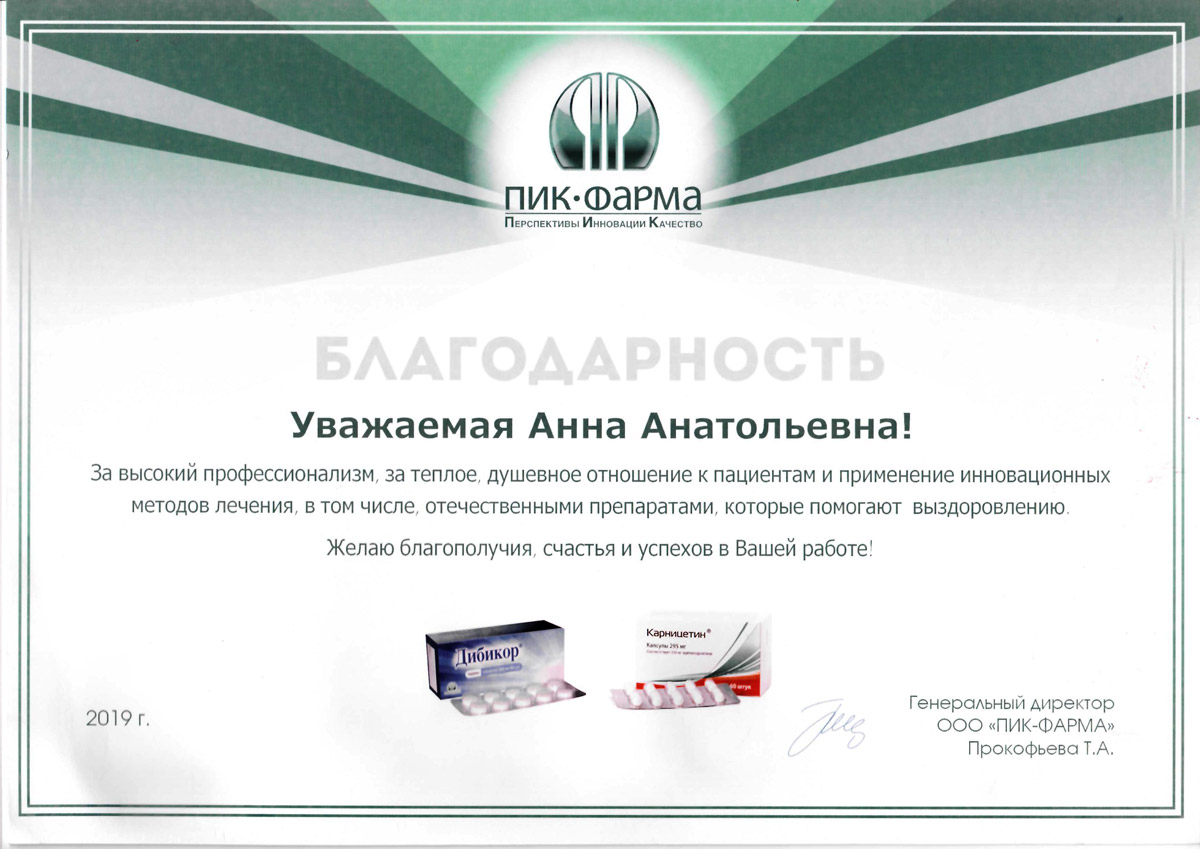 ПИК·ФАРМА
Перспективы Инновации Качество
БЛАГОДАРНОСТЬ
Уважаемая Анна Анатольевна!
За высокий профессионализм, за теплое, душевное отношение к пациентам и применение инновационных
методов лечения, в том числе, отечественными препаратами, которые помогают выздоровлению.
Желаю благополучия, счастья и успехов в Вашей работе!
Дибикор®
Карницетин®
Капсулы 295 мг
60 штук
2019 г.
Генеральный директор
ООО «ПИК-ФАРМА»
Прокофьева Т.А.